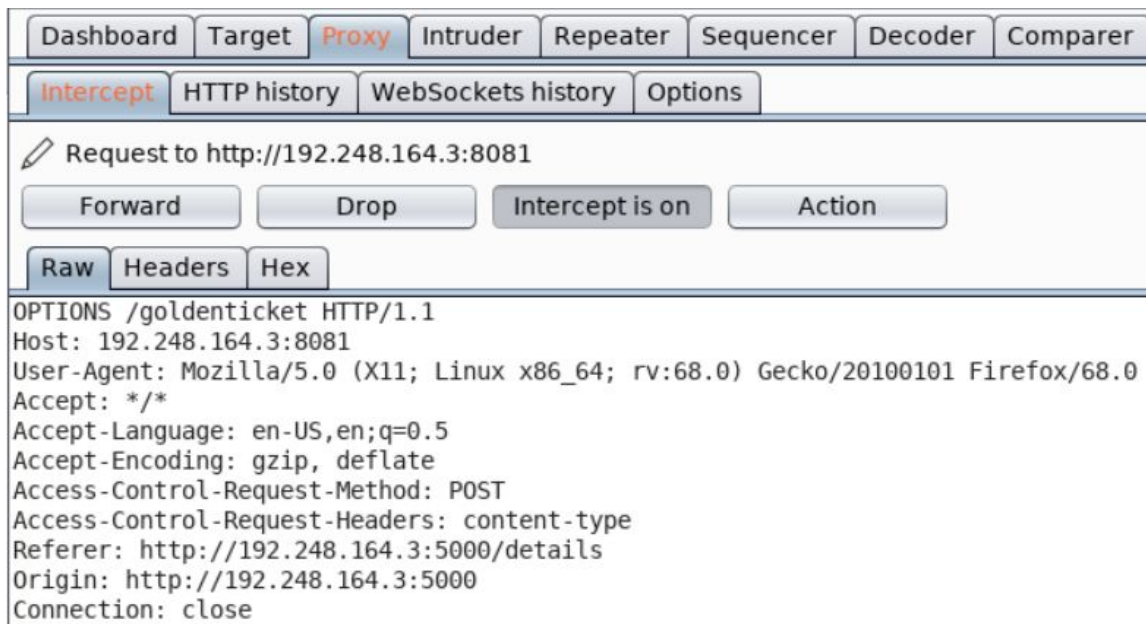 Dashboard Target Proxy Intruder Repeater Sequencer Decoder Comparer
Intercept HTTP history WebSockets history Options
Request to http://192.248.164.3:8081
Forward Drop Intercept is on Action
Raw Headers Hex
OPTIONS /goldenticket HTTP/1.1
Host: 192.248.164.3:8081
User-Agent: Mozilla/5.0 (X11; Linux x86_64; rv:68.0) Gecko/20100101 Firefox/68.0
Accept: */*
Accept-Language: en-US,en;q=0.5
Accept-Encoding: gzip, deflate
Access-Control-Request-Method: POST
Access-Control-Request-Headers: content-type
Referer: http://192.248.164.3:5000/details
Origin: http://192.248.164.3:5000
Connection: close